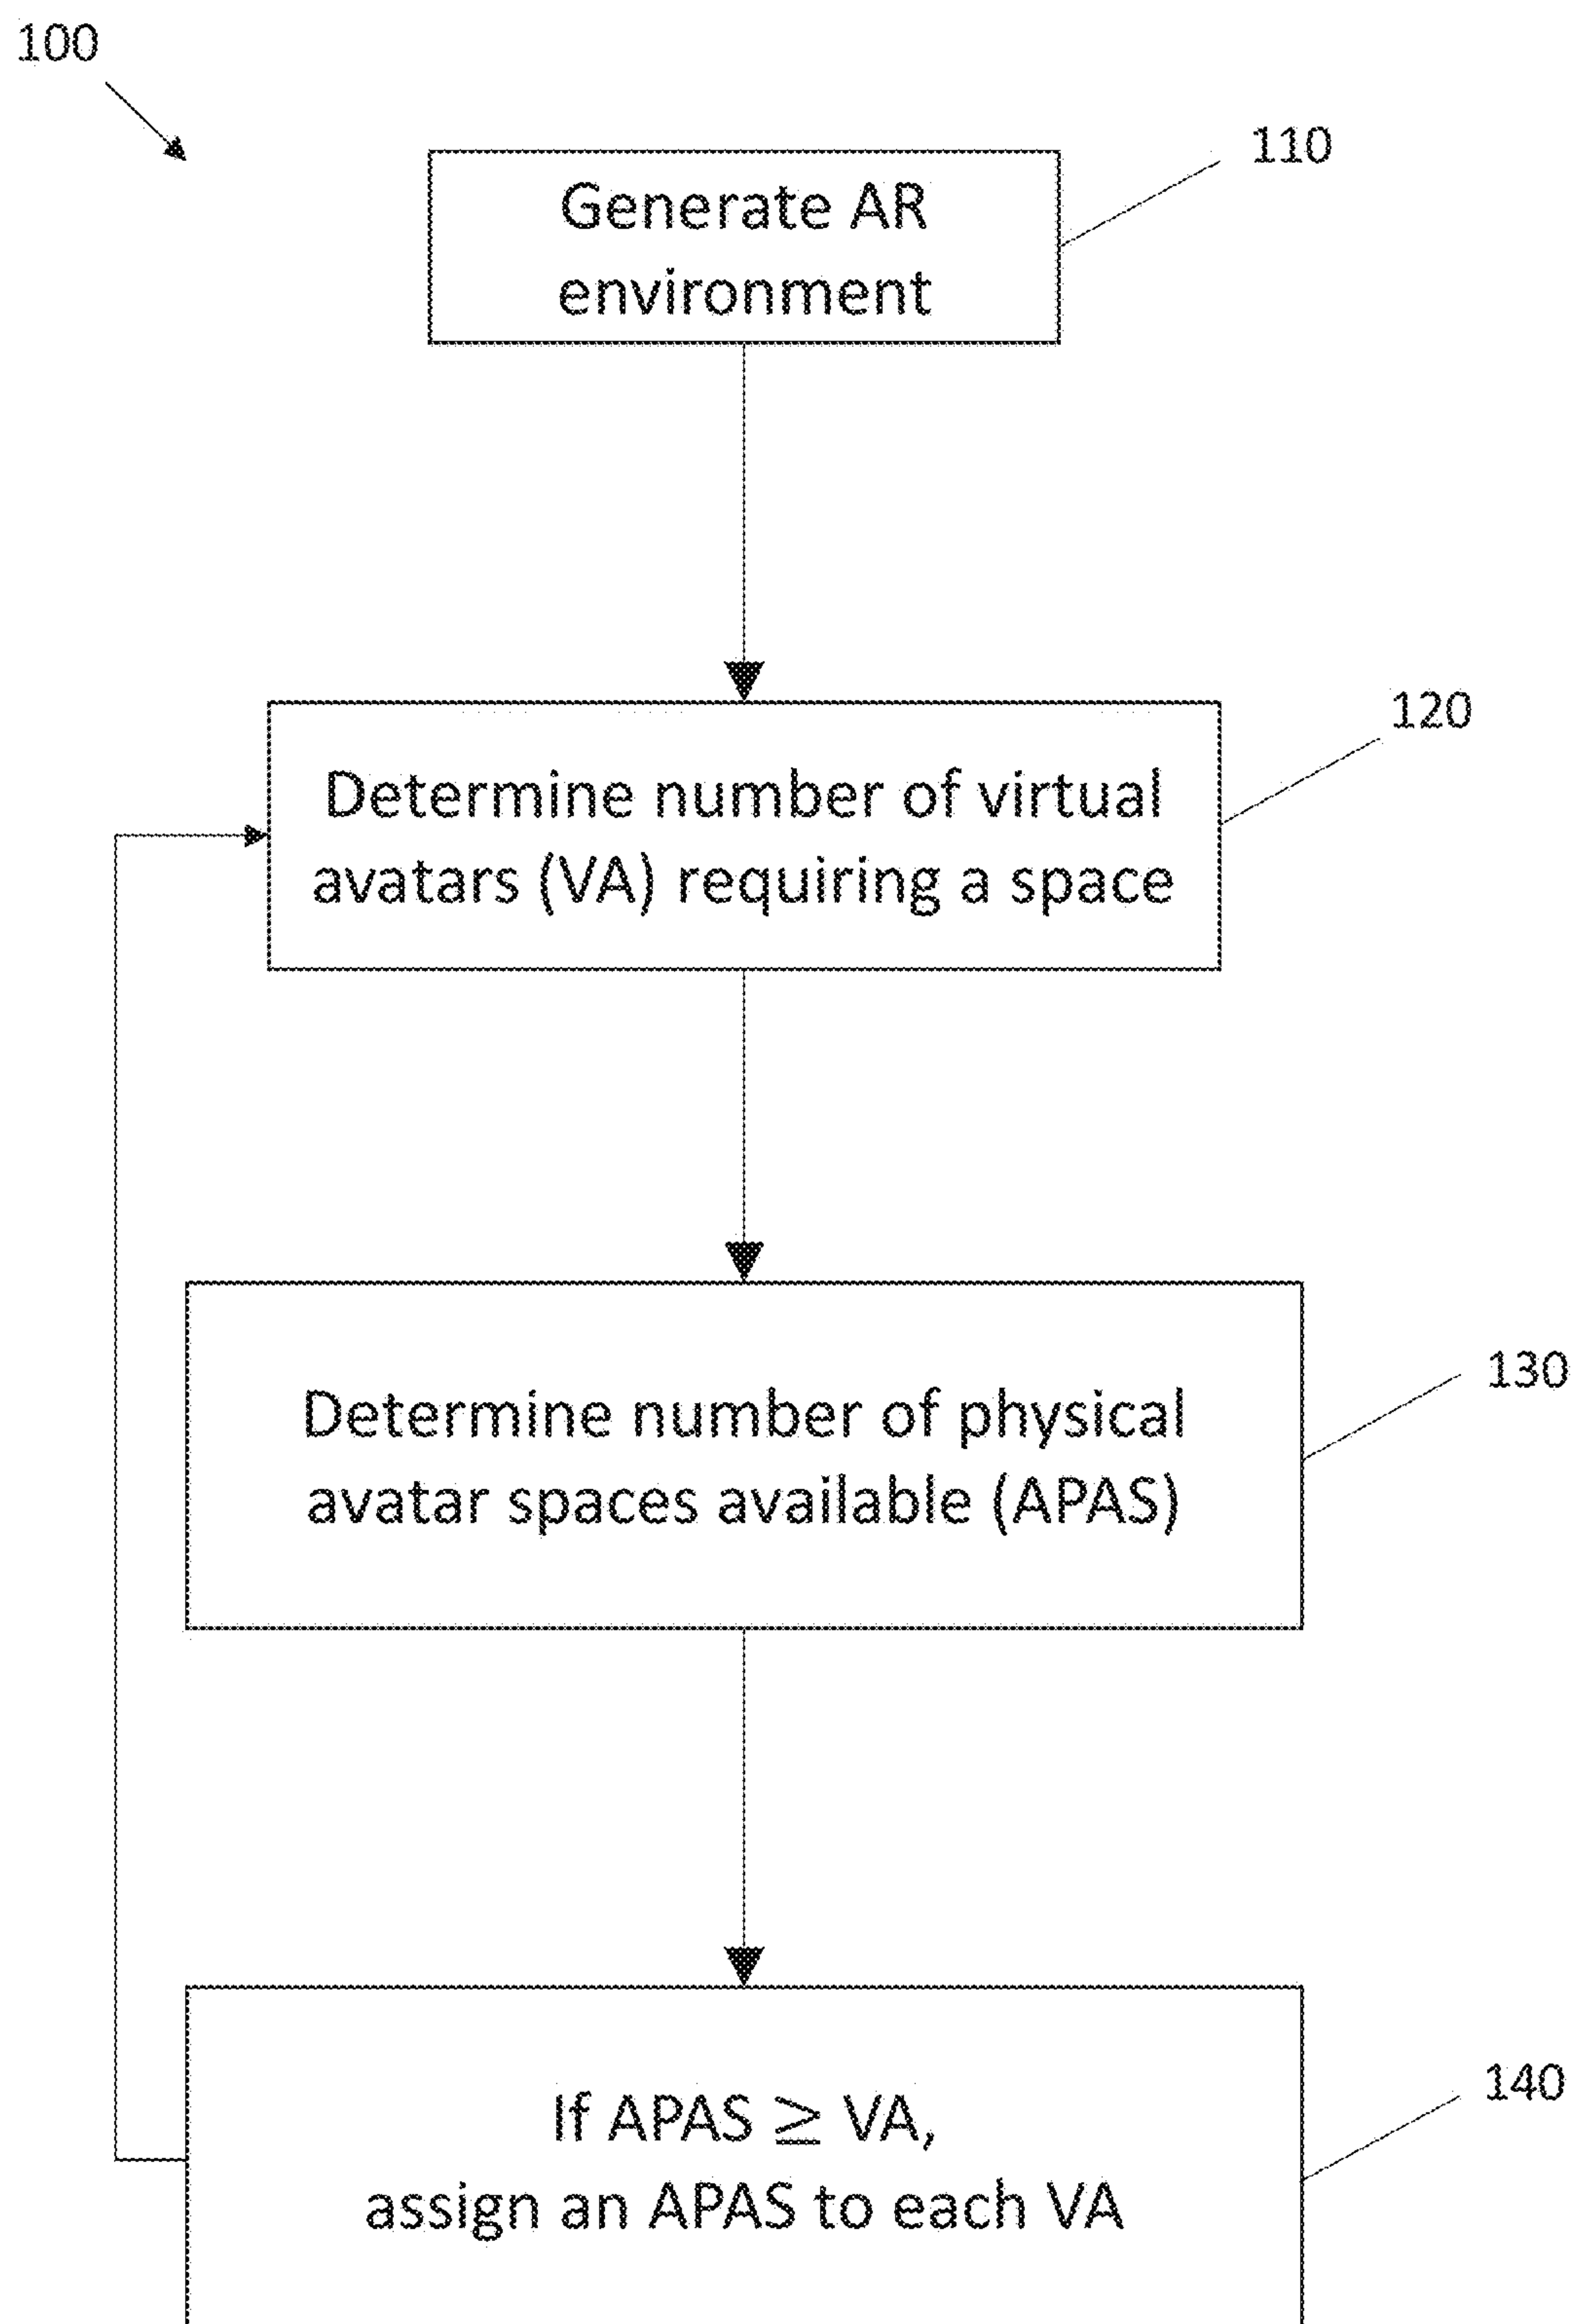 100
110
Generate AR
environment
120
Determine number of virtual
avatars (VA) requiring a space
130
Determine number of physical
avatar spaces available (APAS)
140
If APAS ≥ VA,
assign an APAS to each VA